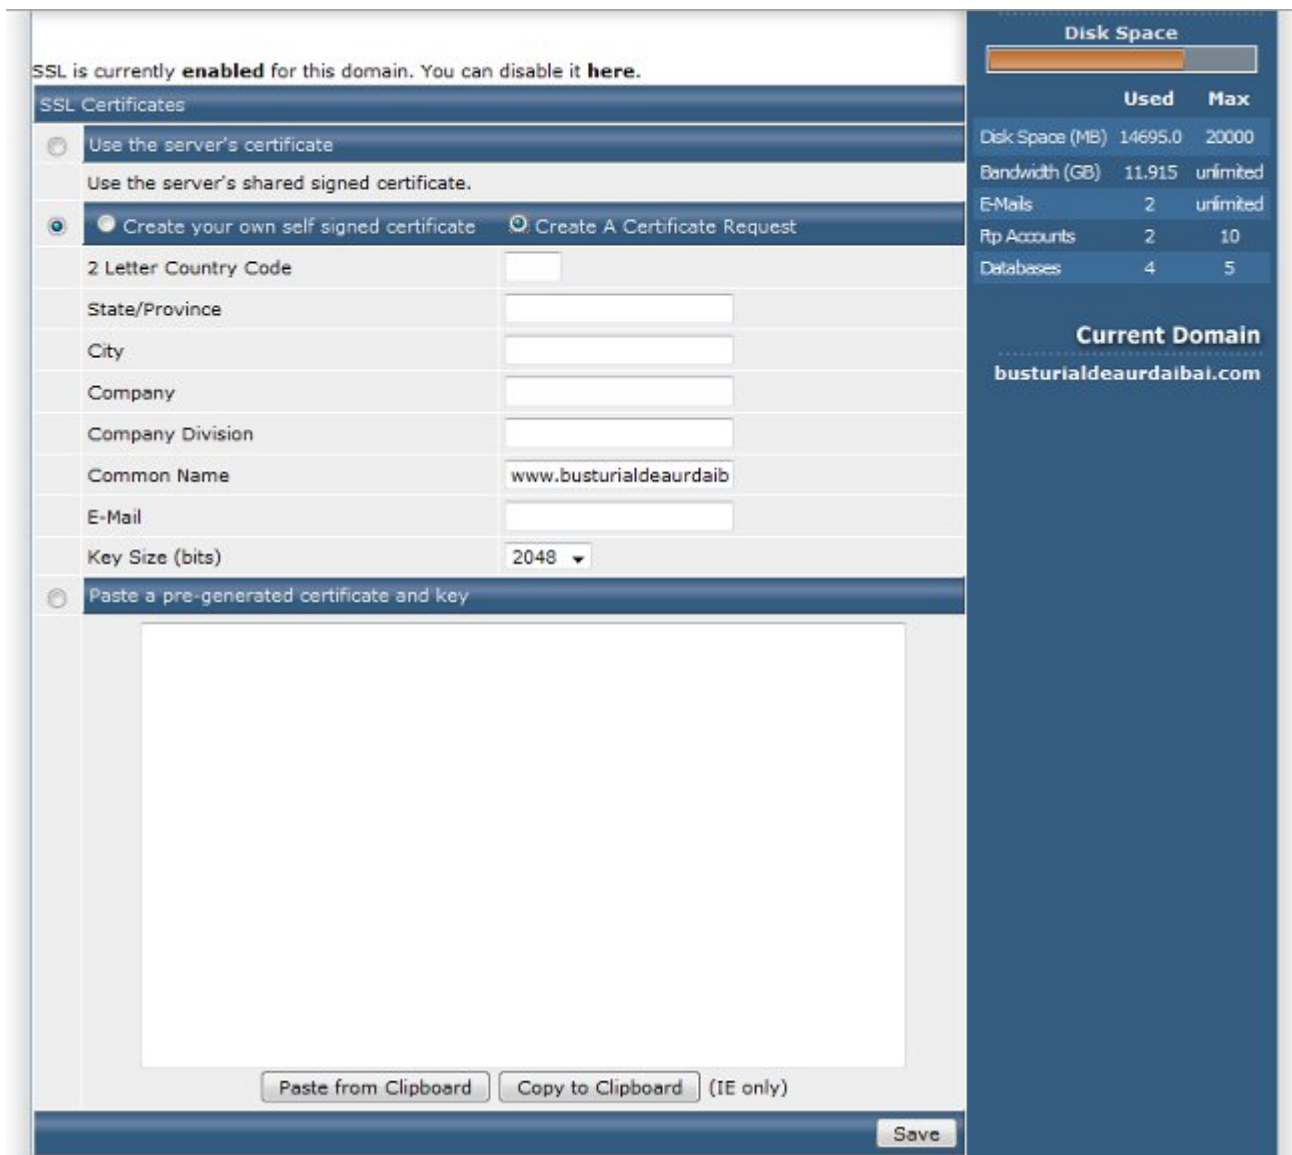 SSL is currently enabled for this domain. You can disable it here.
SSL Certificates
Use the server's certificate
Use the server's shared signed certificate.
Create your own self signed certificate Create A Certificate Request
2 Letter Country Code
State/Province
City
Company
Company Division
Common Name www.busturialdeaurdaib
E-Mail
Key Size (bits) 2048
Paste a pre-generated certificate and key
Paste from Clipboard Copy to Clipboard (IE only)
Save
Disk Space
Used Max
Disk Space (MB) 14695.0 20000
Bandwidth (GB) 11.915 unlimited
E-Mails 2 unlimited
Ftp Accounts 2 10
Databases 4 5
Current Domain
busturialdeaurdaibai.com